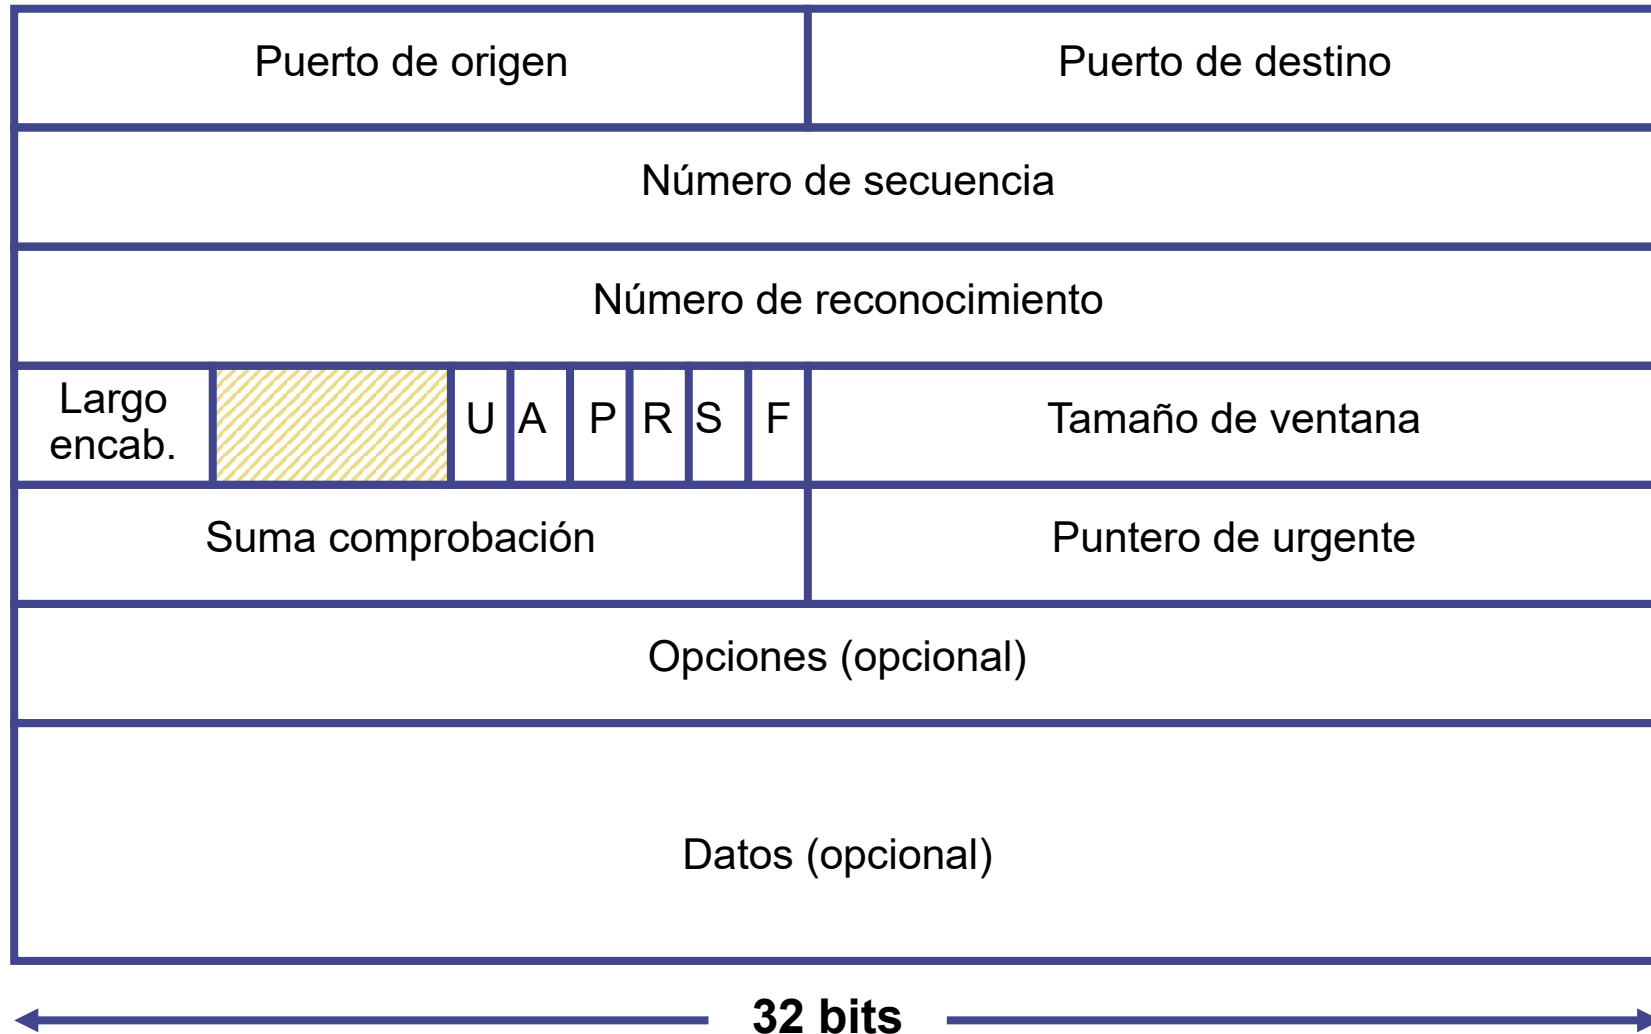 Puerto de origen
Puerto de destino
Número de secuencia
Número de reconocimiento
Largo
encab.
U
A
P
R
S
F
Tamaño de ventana
Suma comprobación
Puntero de urgente
Opciones (opcional)
Datos (opcional)
32 bits